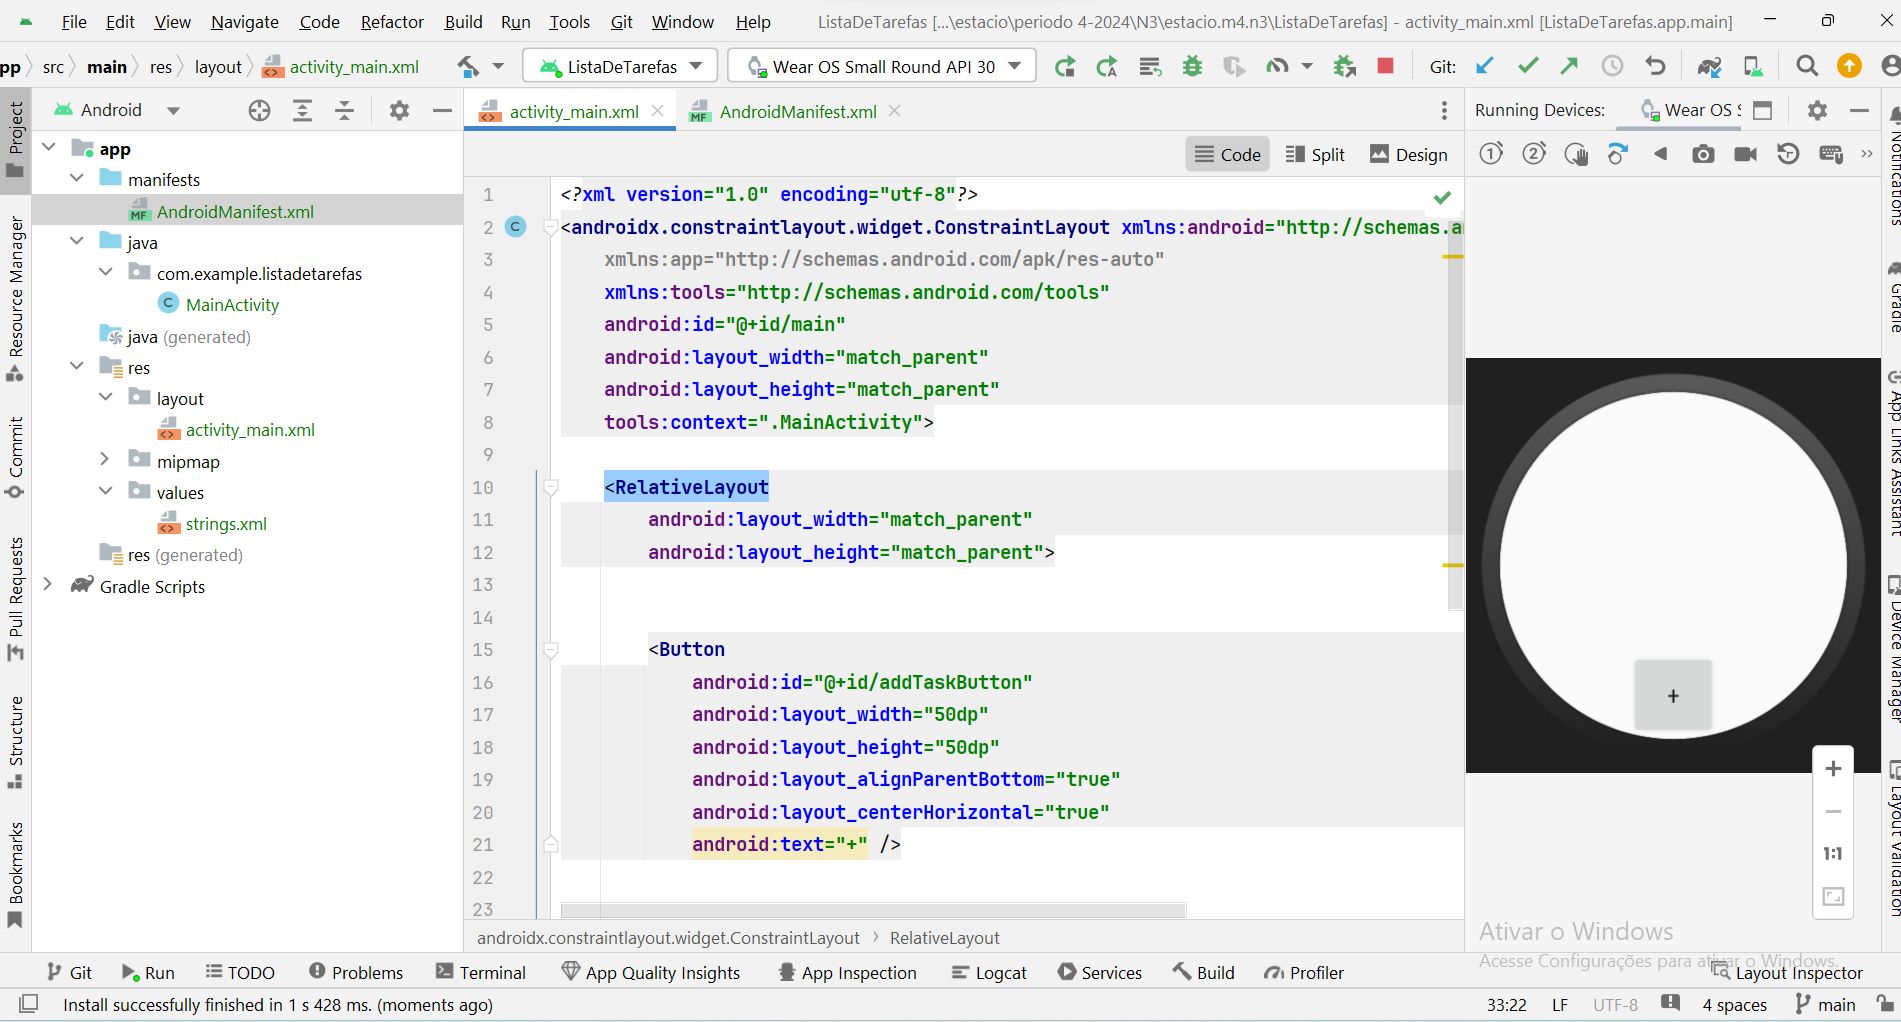 File Edit View Navigate Code Refactor Build Run Tools Git Window Help ListaDeTarefas [...\estacio\periodo 4-2024\N3\estacio.m4.n3\ListaDeTarefas] - activity_main.xml [ListaDeTarefas.app.main]
pp src main res layout activity_main.xml ListaDeTarefas Wear OS Small Round API 30 Git:
Project
Resource Manager
Commit
Pull Requests
Structure
Bookmarks
Android
app
manifests
AndroidManifest.xml
java
com.example.listadetarefas
MainActivity
java (generated)
res
layout
activity_main.xml
mipmap
values
strings.xml
res (generated)
Gradle Scripts
activity_main.xml AndroidManifest.xml
Code Split Design
1 <?xml version="1.0" encoding="utf-8"?>
2 <androidx.constraintlayout.widget.ConstraintLayout xmlns:android="http://schemas.a
3 xmlns:app="http://schemas.android.com/apk/res-auto"
4 xmlns:tools="http://schemas.android.com/tools"
5 android:id="@+id/main"
6 android:layout_width="match_parent"
7 android:layout_height="match_parent"
8 tools:context=".MainActivity">
9
10 <RelativeLayout
11 android:layout_width="match_parent"
12 android:layout_height="match_parent">
13
14
15 <Button
16 android:id="@+id/addTaskButton"
17 android:layout_width="50dp"
18 android:layout_height="50dp"
19 android:layout_alignParentBottom="true"
20 android:layout_centerHorizontal="true"
21 android:text="+" />
22
23
androidx.constraintlayout.widget.ConstraintLayout › RelativeLayout
Running Devices: Wear OS
+
1:1
Ativar o Windows
Acesse Configurações para ativar o Windows.
Notifications
Gradle
App Links Assistant
Device Manager
Layout Validation
Git Run TODO Problems Terminal App Quality Insights App Inspection Logcat Services Build Profiler Layout Inspector
Install successfully finished in 1 s 428 ms. (moments ago) 33:22 LF UTF-8 4 spaces main